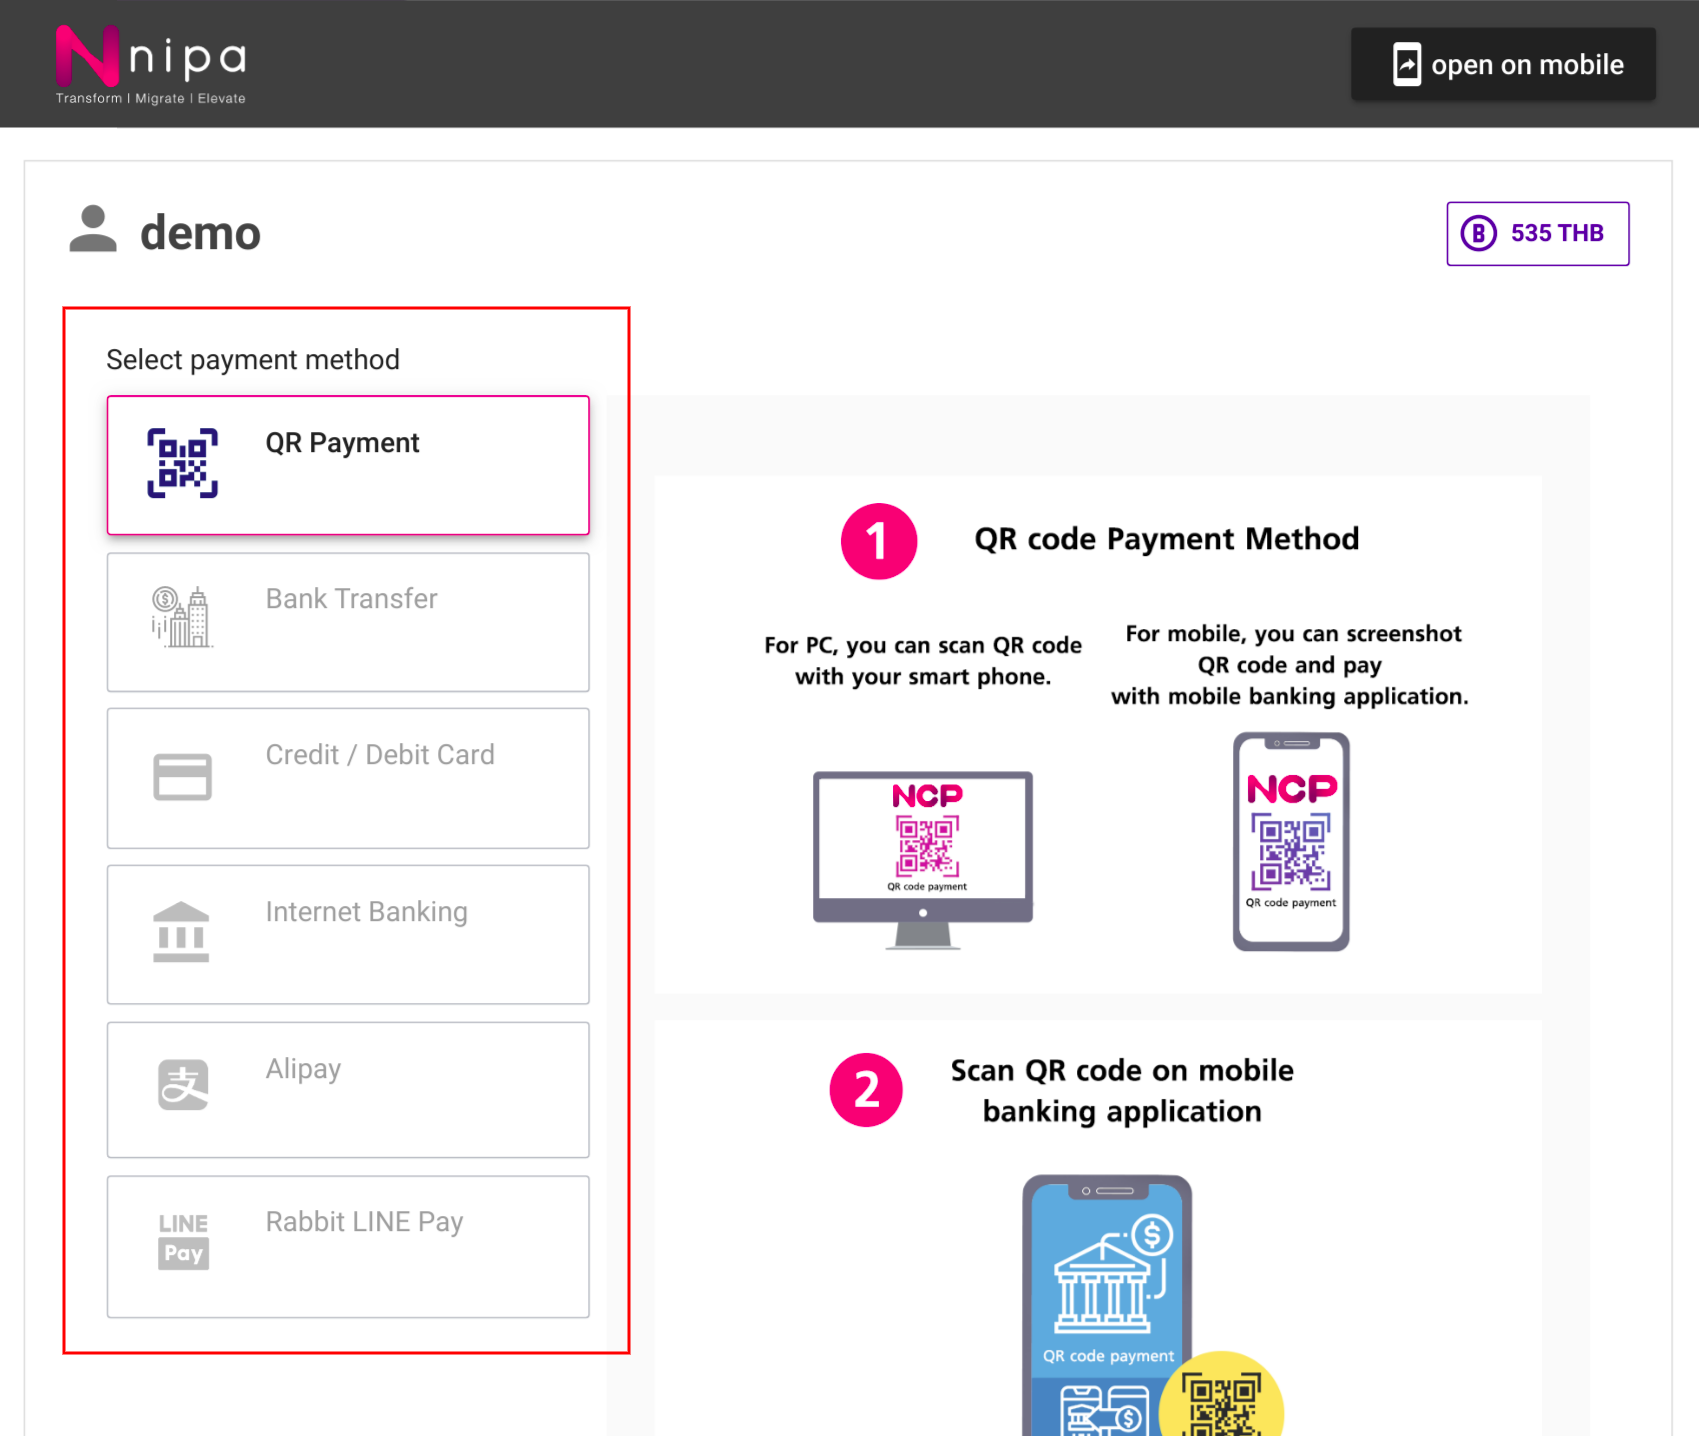 nipa
Transform | Migrate | Elevate
open on mobile
demo
535 THB
Select payment method
QR Payment
Bank Transfer
Credit / Debit Card
Internet Banking
Alipay
支
LINE
Pay
Rabbit LINE Pay
1
QR code Payment Method
For PC, you can scan QR code
with your smart phone.
For mobile, you can screenshot
QR code and pay
with mobile banking application.
NCP
QR code payment
NCP
QR code payment
2
Scan QR code on mobile
banking application
QR code payment